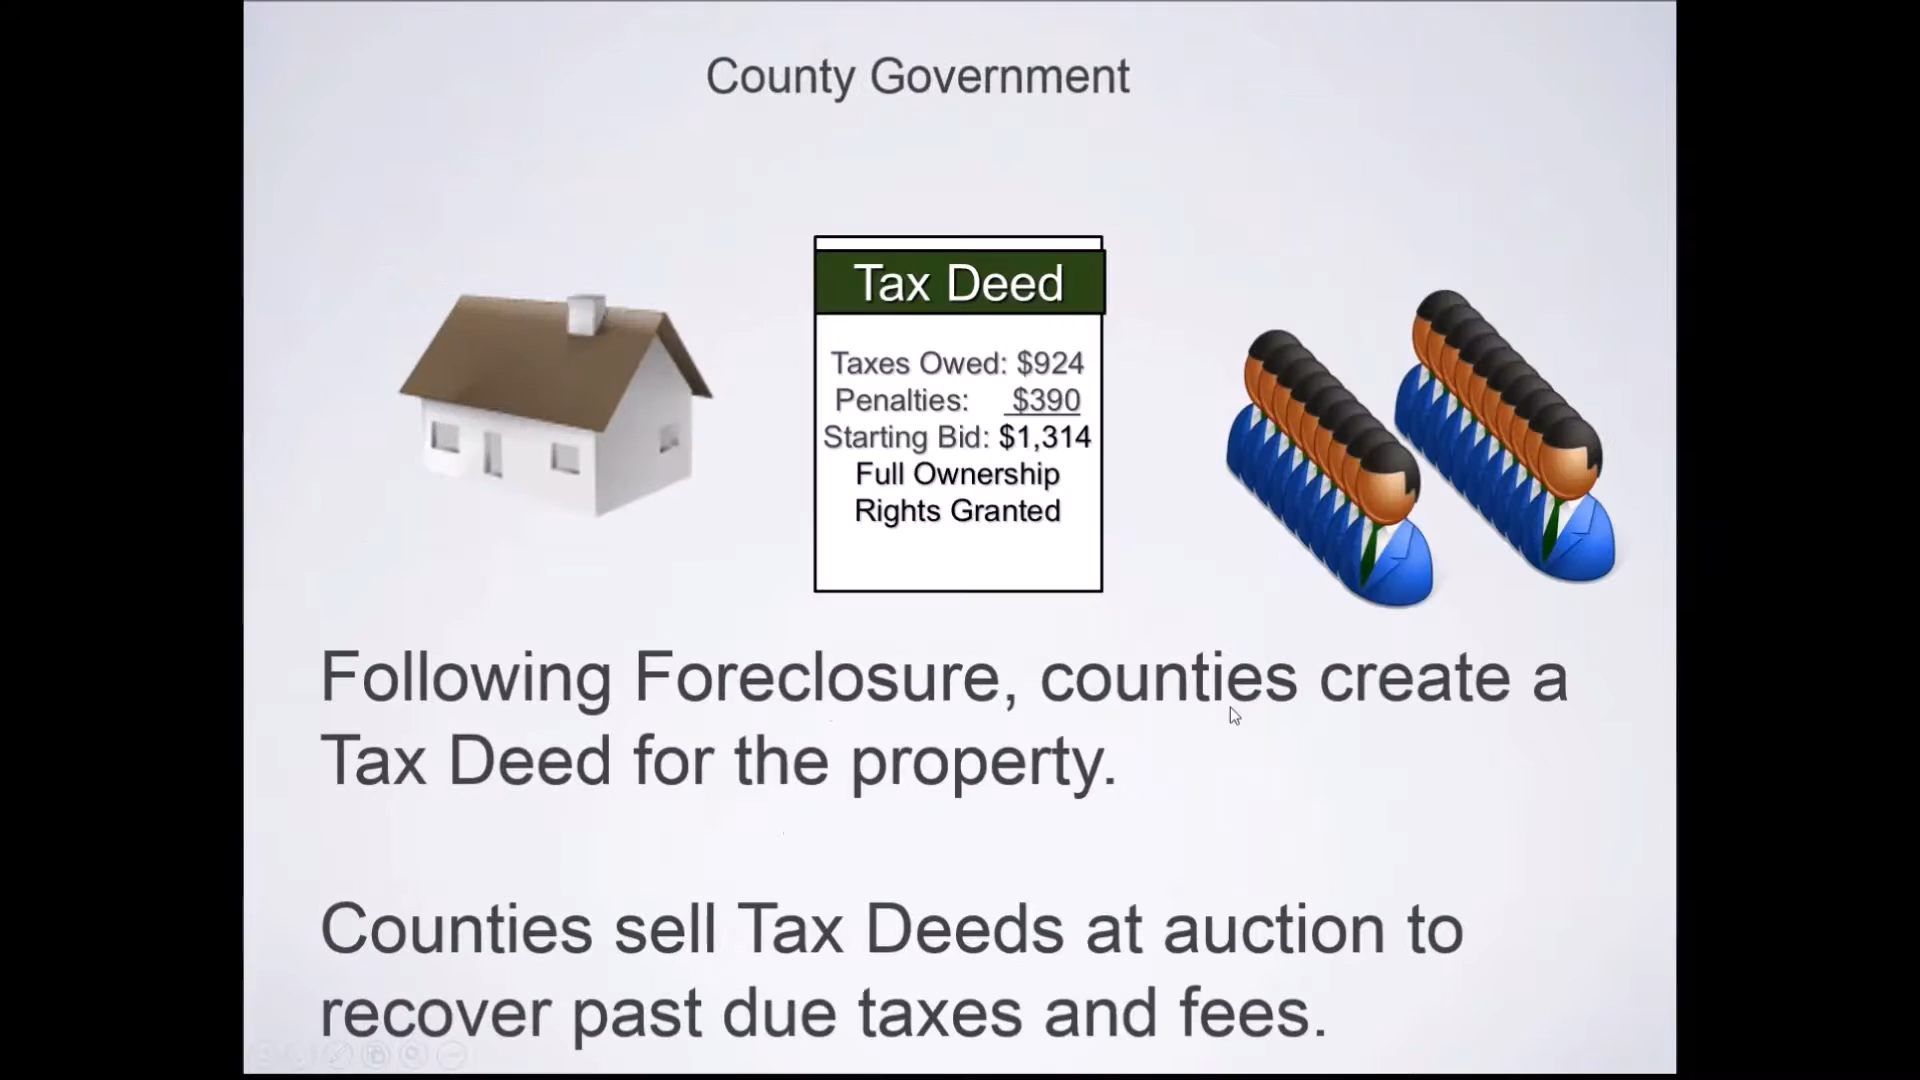 County Government
Tax Deed
Taxes Owed: $924
Penalties: $390
Starting Bid: $1,314
Full Ownership
Rights Granted
Following Foreclosure, counties create a
Tax Deed for the property.
Counties sell Tax Deeds at auction to
recover past due taxes and fees.